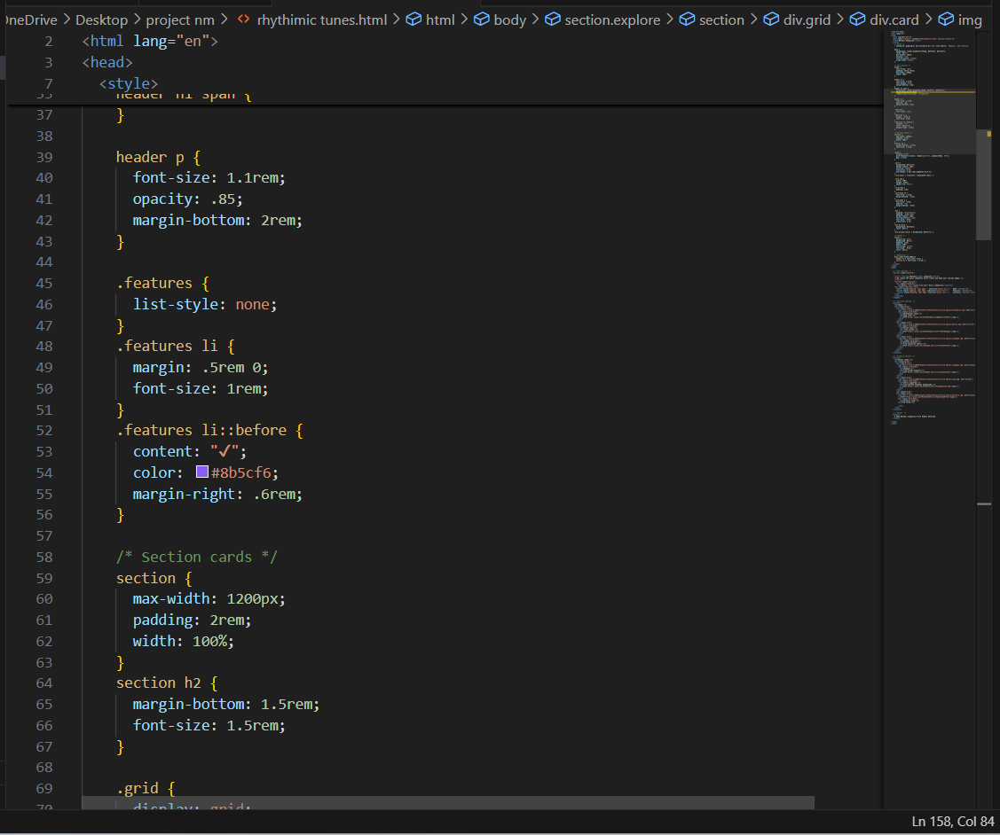 OneDrive > Desktop > project nm > <> rhythimic tunes.html > html > body > section.explore > section > div.grid > div.card > img
2 <html lang="en">
3 <head>
7 <style>
header h1 span {
37 }
38
39 header p {
40 font-size: 1.1rem;
41 opacity: .85;
42 margin-bottom: 2rem;
43 }
44
45 .features {
46 list-style: none;
47 }
48 .features li {
49 margin: .5rem 0;
50 font-size: 1rem;
51 }
52 .features li::before {
53 content: "✓";
54 color: #8b5cf6;
55 margin-right: .6rem;
56 }
57
58 /* Section cards */
59 section {
60 max-width: 1200px;
61 padding: 2rem;
62 width: 100%;
63 }
64 section h2 {
65 margin-bottom: 1.5rem;
66 font-size: 1.5rem;
67 }
68
69 .grid {
70 display: grid;
Ln 158, Col 84